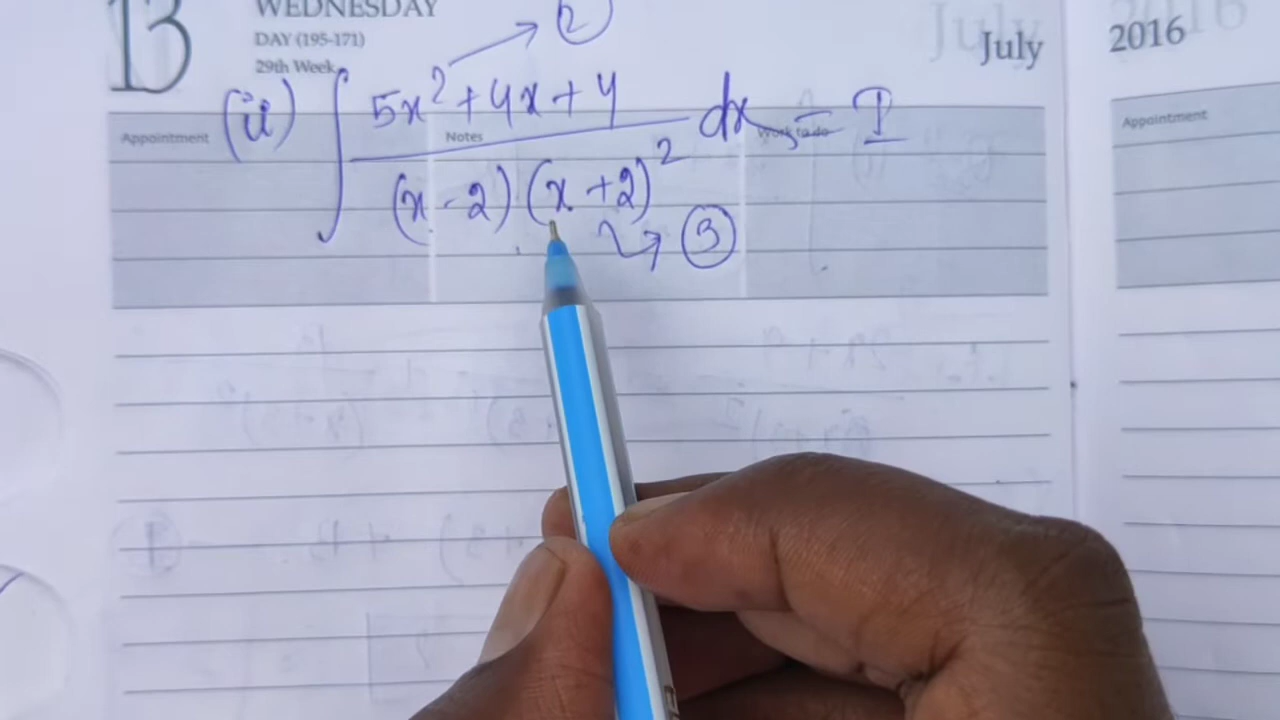 13 WEDNESDAY
DAY (195-171)
29th Week
July
2016
2
(ii) ∫ 5x² + 4x + 4 / (x - 2) (x + 2)² dx = I
3
Appointment
Notes
Work to do
Appointment